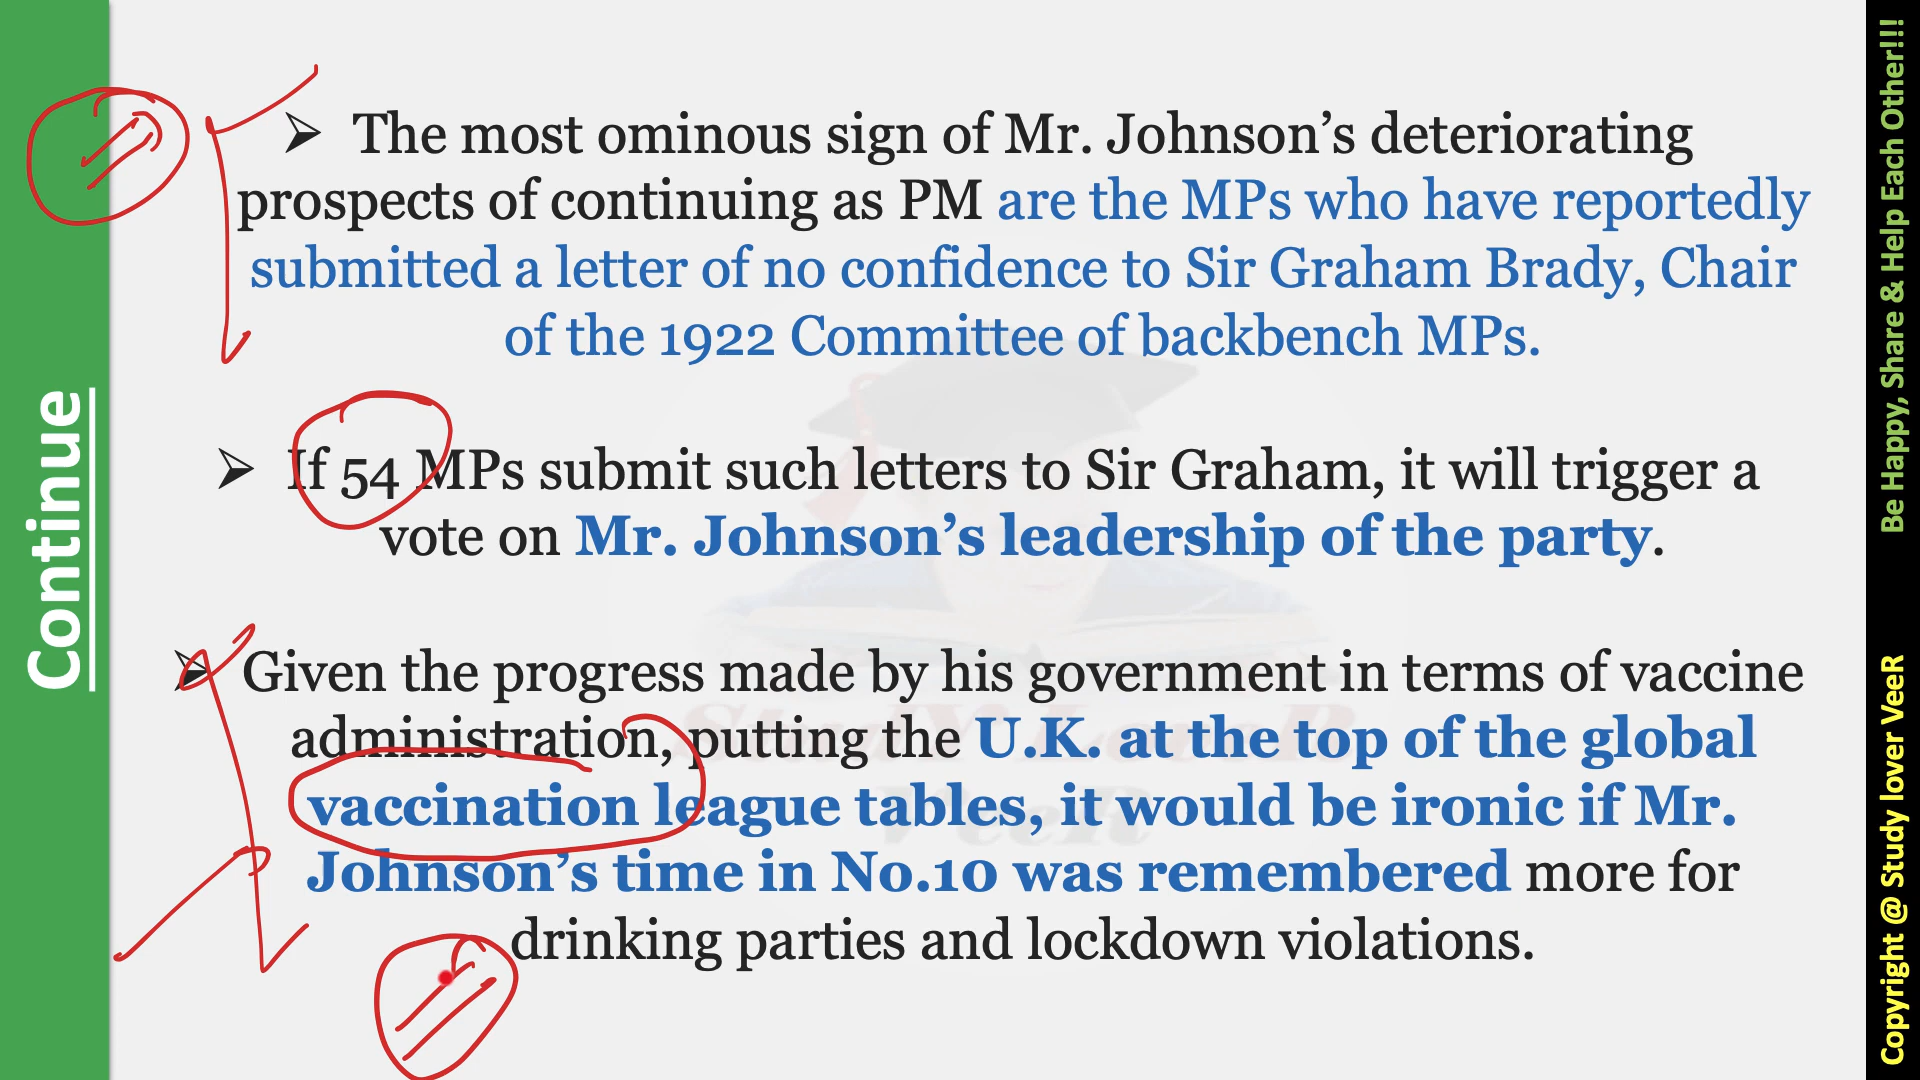 Continue
➢ The most ominous sign of Mr. Johnson’s deteriorating
prospects of continuing as PM are the MPs who have reportedly
submitted a letter of no confidence to Sir Graham Brady, Chair
of the 1922 Committee of backbench MPs.
➢ If 54 MPs submit such letters to Sir Graham, it will trigger a
vote on Mr. Johnson’s leadership of the party.
➢ Given the progress made by his government in terms of vaccine
administration, putting the U.K. at the top of the global
vaccination league tables, it would be ironic if Mr.
Johnson’s time in No.10 was remembered more for
drinking parties and lockdown violations.
StudY LoveR
VeeR
Be Happy, Share & Help Each Other!!!
Copyright @ Study lover VeeR